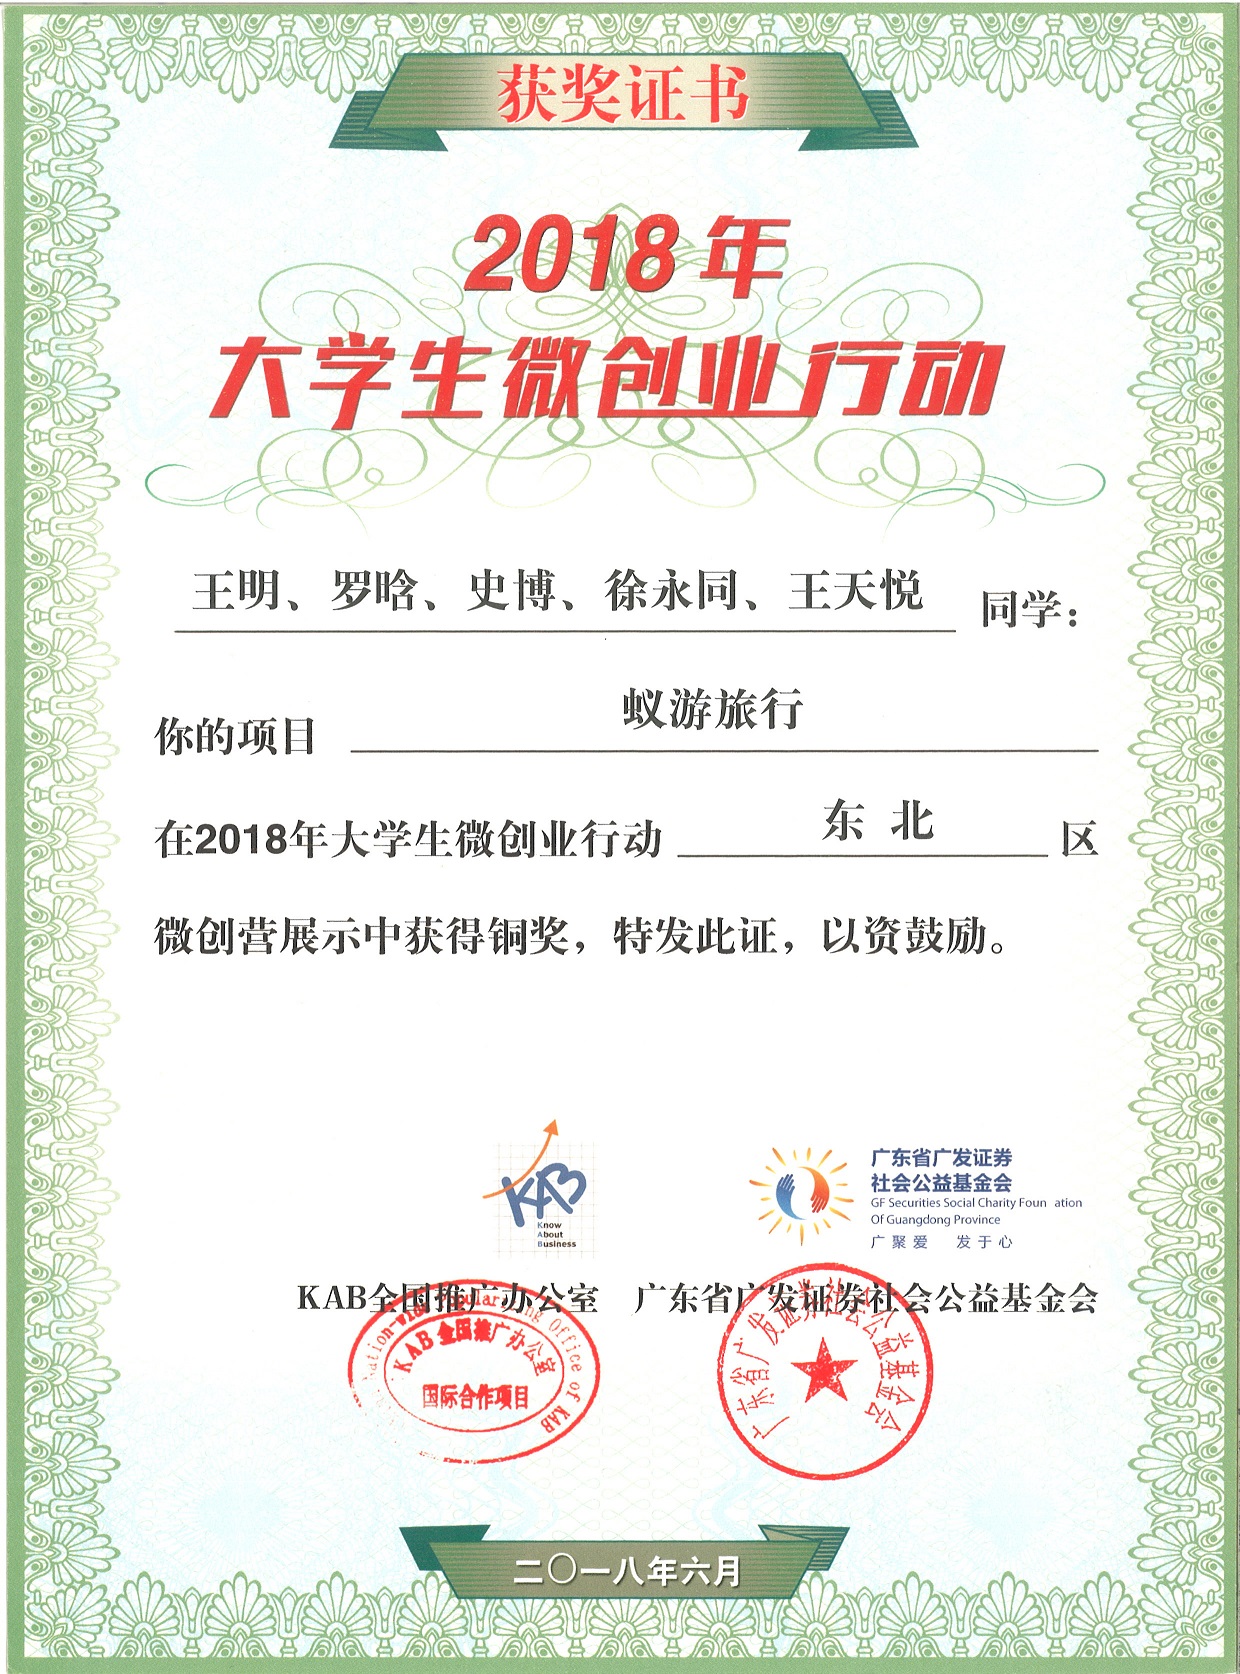 获奖证书
2018年
大学生微创业行动
王明、罗晗、史博、徐永同、王天悦 同学：
你的项目 蚁游旅行
在2018年大学生微创业行动 东北 区
微创营展示中获得铜奖，特发此证，以资鼓励。
KAB
Know
About
Business
广东省广发证券
社会公益基金会
GF Securities Social Charity Foun ation
Of Guangdong Province
广聚爱 发于心
KAB全国推广办公室 广东省广发证券社会公益基金会
Popularizing Office of KAB
KAB全国推广办公室
国际合作项目
广东省广发证券社会公益基金会
二〇一八年六月